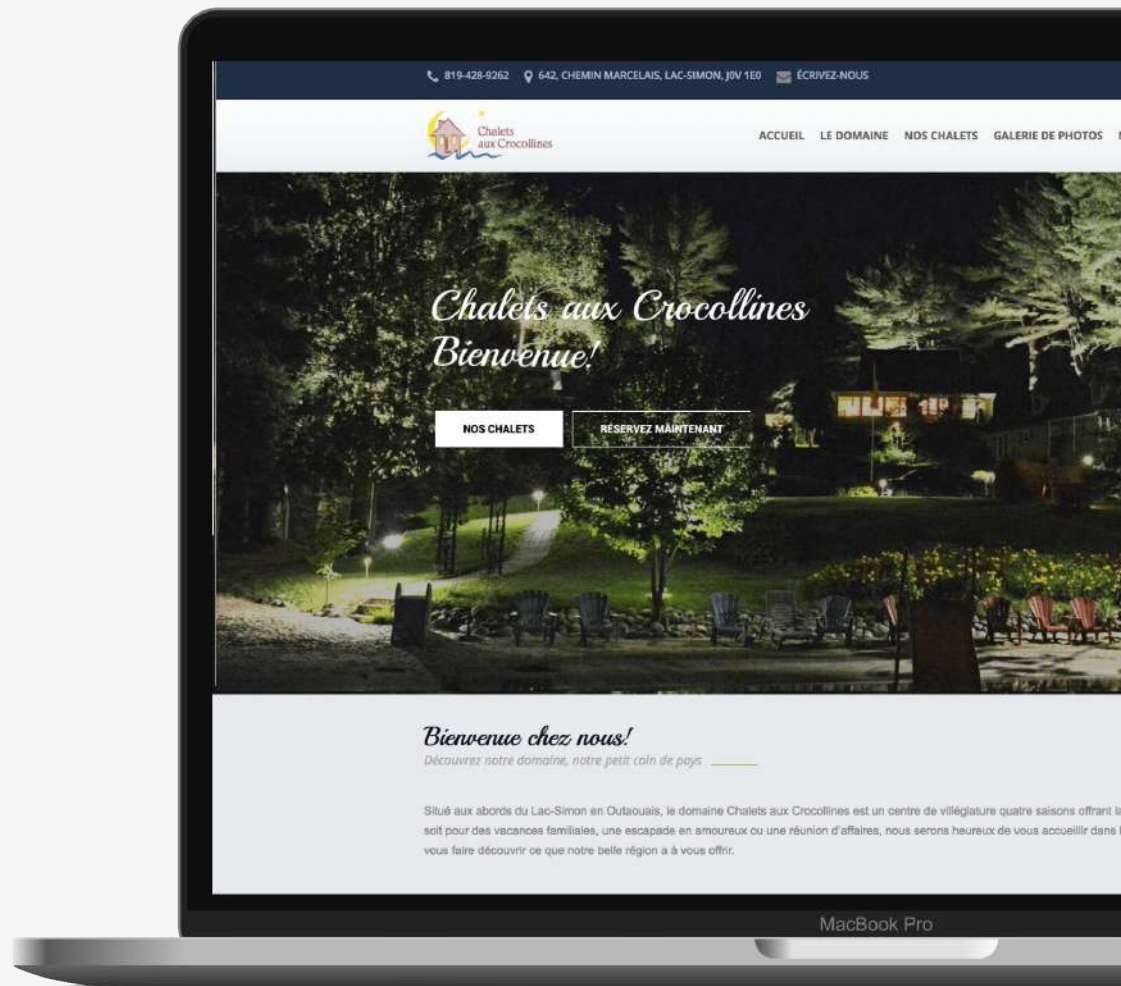 819-428-9262 642, CHEMIN MARCELAIS, LAC-SIMON, J0V 1E0 ÉCRIVEZ-NOUS
Chalets
aux Crocollines
ACCUEIL LE DOMAINE NOS CHALETS GALERIE DE PHOTOS
Chalets aux Crocollines
Bienvenue!
NOS CHALETS RÉSERVEZ MAINTENANT
Bienvenue chez nous!
Découvrez notre domaine, notre petit coin de pays
Situé aux abords du Lac-Simon en Outaouais, le domaine Chalets aux Crocollines est un centre de villégiature quatre saisons offrant
soit pour des vacances familiales, une escapade en amoureux ou une réunion d'affaires, nous serons heureux de vous accueillir dans
vous faire découvrir ce que notre belle région a à vous offrir.
MacBook Pro